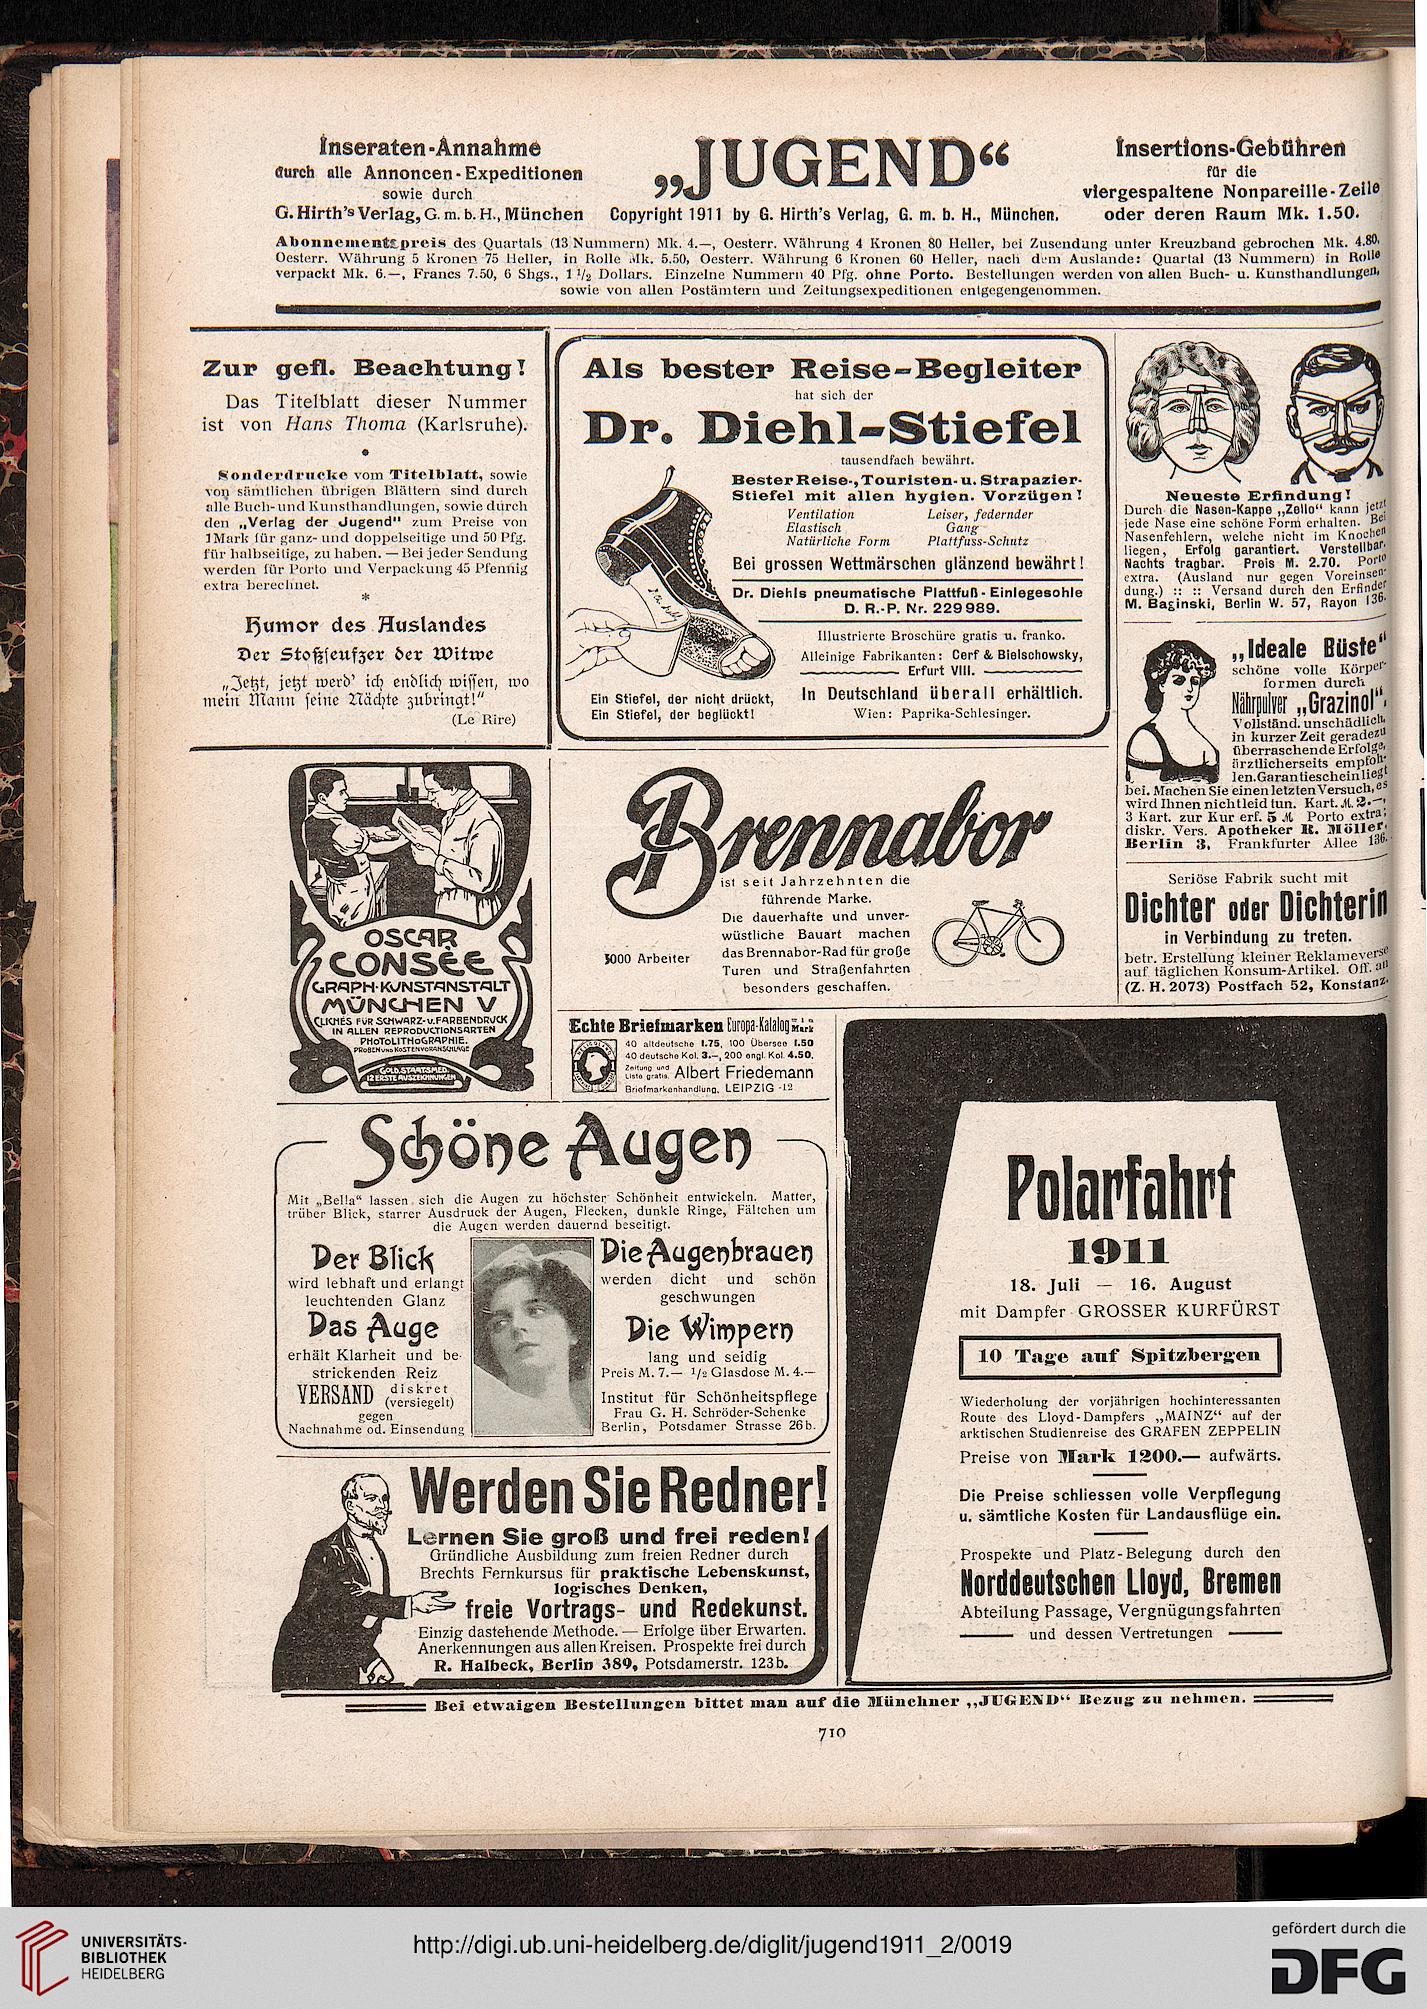 Inseraten-Annahme
durch alle Annoncen-Expeditionen
sowie durch
G. Hirth's Verlag, G. m. b. H., München
„JUGEND“
Copyright 1911 by G. Hirth's Verlag, G. m. b. H., München.
Insertions-Gebühren
für die
viergespaltene Nonpareille-Zeile
oder deren Raum Mk. 1.50.
Abonnementspreis des Quartals (13 Nummern) Mk. 4.—, Oesterr. Währung 4 Kronen 80 Heller, bei Zusendung unter Kreuzband gebrochen Mk. 4.80,
Oesterr. Währung 5 Kronen 75 Heller, in Rolle Mk. 5.50, Oesterr. Währung 6 Kronen 60 Heller, nach dem Auslande: Quartal (13 Nummern) in Rolle
verpackt Mk. 6.—, Francs 7.50, 6 Shgs., 1 1/2 Dollars. Einzelne Nummern 40 Pfg. ohne Porto. Bestellungen werden von allen Buch- u. Kunsthandlungen,
sowie von allen Postämtern und Zeitungsexpeditionen entgegengenommen.
Zur gefl. Beachtung!
Das Titelblatt dieser Nummer
ist von Hans Thoma (Karlsruhe).
Sonderdrucke vom Titelblatt, sowie
von sämtlichen übrigen Blättern sind durch
alle Buch- und Kunsthandlungen, sowie durch
den „Verlag der Jugend“ zum Preise von
1 Mark für ganz- und doppelseitige und 50 Pfg.
für halbseitige, zu haben. — Bei jeder Sendung
werden für Porto und Verpackung 45 Pfennig
extra berechnet.
*
Humor des Auslandes
Der Stoßseufzer der Witwe
„Jetzt, jetzt werd' ich endlich wissen, wo
mein Mann seine Nächte zubringt!“
(Le Rire)
Als bester Reise-Begleiter
hat sich der
Dr. Diehl-Stiefel
tausendfach bewährt.
Bester Reise-, Touristen- u. Strapazier-
Stiefel mit allen hygien. Vorzügen!
Ventilation Leiser, federnder
Elastisch Gang
Natürliche Form Plattfuss-Schutz
Bei grossen Wettmärschen glänzend bewährt!
Dr. Diehls pneumatische Plattfuß-Einlegesohle
D. R.-P. Nr. 229989.
Illustrierte Broschüre gratis u. franko.
Alleinige Fabrikanten: Cerf & Bielschowsky,
Erfurt VIII.
In Deutschland überall erhältlich.
Wien: Paprika-Schlesinger.
Ein Stiefel, der nicht drückt,
Ein Stiefel, der beglückt!
Neueste Erfindung!
Durch die Nasen-Kappe „Zello“ kann jetzt
jede Nase eine schöne Form erhalten. Bei
Nasenfehlern, welche nicht im Knochen
liegen, Erfolg garantiert. Verstellbar.
Nachts tragbar. Preis M. 2.70. Porto
extra. (Ausland nur gegen Voreinsen-
dung.) :: :: Versand durch den Erfinder
M. Baginski, Berlin W. 57, Rayon 136.
„Ideale Büste“
schöne volle Körper-
formen durch
Nährpulver „Grazinol“.
Vollständ. unschädlich,
in kurzer Zeit geradezu
überraschende Erfolge,
ärztlicherseits empfoh-
len. Garantieschein liegt
bei. Machen Sie einen letzten Versuch, es
wird Ihnen nicht leid tun. Kart. M. 2.—,
3 Kart. zur Kur erf. 5 M Porto extra;
diskr. Vers. Apotheker R. Möller,
Berlin 3, Frankfurter Allee 136.
Seriöse Fabrik sucht mit
Dichter oder Dichterin
in Verbindung zu treten.
betr. Erstellung kleiner Reklameverse
auf täglichen Konsum-Artikel. Off. an
(Z. H. 2073) Postfach 52, Konstanz.
OSCAR
CONSÉE
GRAPH·KUNSTANSTALT
MÜNCHEN V
CLICHÉS FÜR SCHWARZ-U. FARBENDRUCK
IN ALLEN REPRODUCTIONSARTEN
PHOTOLITHOGRAPHIE.
PROBEN UND KOSTENVORANSCHLÄGE
GOLD. STAATSMED.
12 ERSTE AUSZEICHNUNGEN
Brennabor
ist seit Jahrzehnten die
führende Marke.
Die dauerhafte und unver-
wüstliche Bauart machen
das Brennabor-Rad für große
Turen und Straßenfahrten
besonders geschaffen.
3000 Arbeiter
Echte Briefmarken Europa-Katalog 1 Mark
40 altdeutsche 1.75, 100 Übersee 1.50
40 deutsche Kol. 3.—, 200 engl. Kol. 4.50.
Zeitung und Liste gratis. Albert Friedemann
Briefmarkenhandlung, LEIPZIG -12
Schöne Augen
Mit „Bella“ lassen sich die Augen zu höchster Schönheit entwickeln. Matter,
trüber Blick, starrer Ausdruck der Augen, Flecken, dunkle Ringe, Fältchen um
die Augen werden dauernd beseitigt.
Der Blick
wird lebhaft und erlangt
leuchtenden Glanz
Das Auge
erhält Klarheit und be-
strickenden Reiz
VERSAND diskret
(versiegelt)
gegen
Nachnahme od. Einsendung
Die Augenbrauen
werden dicht und schön
geschwungen
Die Wimpern
lang und seidig
Preis M. 7.— 1/2 Glasdose M. 4.—
Institut für Schönheitspflege
Frau G. H. Schröder-Schenke
Berlin, Potsdamer Strasse 26b.
Polarfahrt
1911
18. Juli — 16. August
mit Dampfer GROSSER KURFÜRST
10 Tage auf Spitzbergen
Wiederholung der vorjährigen hochinteressanten
Route des Lloyd-Dampfers „MAINZ“ auf der
arktischen Studienreise des GRAFEN ZEPPELIN
Preise von Mark 1200.— aufwärts.
Die Preise schliessen volle Verpflegung
u. sämtliche Kosten für Landausflüge ein.
Prospekte und Platz-Belegung durch den
Norddeutschen Lloyd, Bremen
Abteilung Passage, Vergnügungsfahrten
und dessen Vertretungen
Werden Sie Redner!
Lernen Sie groß und frei reden!
Gründliche Ausbildung zum freien Redner durch
Brechts Fernkursus für praktische Lebenskunst,
logisches Denken,
freie Vortrags- und Redekunst.
Einzig dastehende Methode. — Erfolge über Erwarten.
Anerkennungen aus allen Kreisen. Prospekte frei durch
R. Halbeck, Berlin 389, Potsdamerstr. 123b.
Bei etwaigen Bestellungen bittet man auf die Münchner „JUGEND“ Bezug zu nehmen.
710
UNIVERSITÄTS-
BIBLIOTHEK
HEIDELBERG
http://digi.ub.uni-heidelberg.de/diglit/jugend1911_2/0019
gefördert durch die
DFG